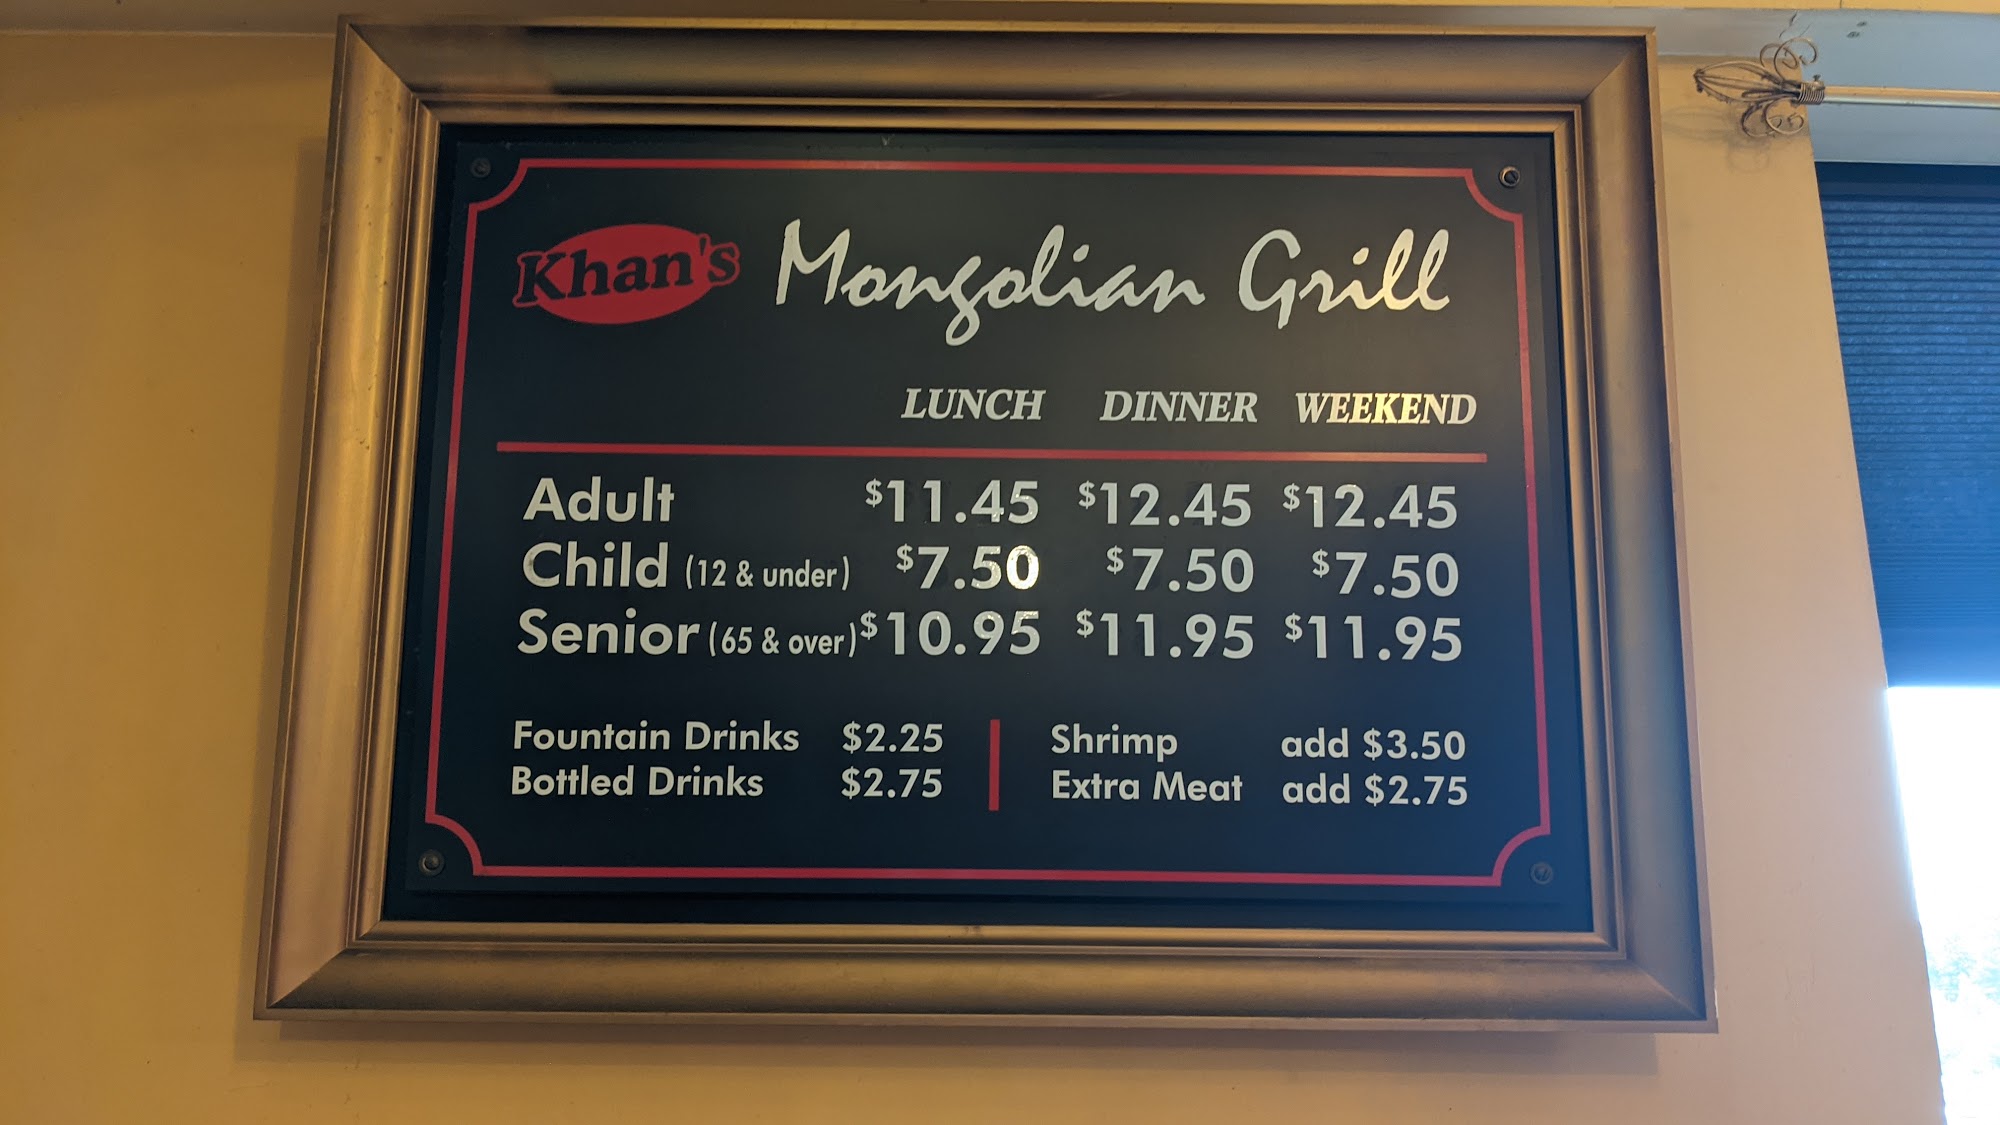 Khan's Mongolian Grill
LUNCH DINNER WEEKEND
Adult $11.45 $12.45 $12.45
Child (12 & under) $7.50 $7.50 $7.50
Senior (65 & over) $10.95 $11.95 $11.95
Fountain Drinks $2.25 Shrimp add $3.50
Bottled Drinks $2.75 Extra Meat add $2.75